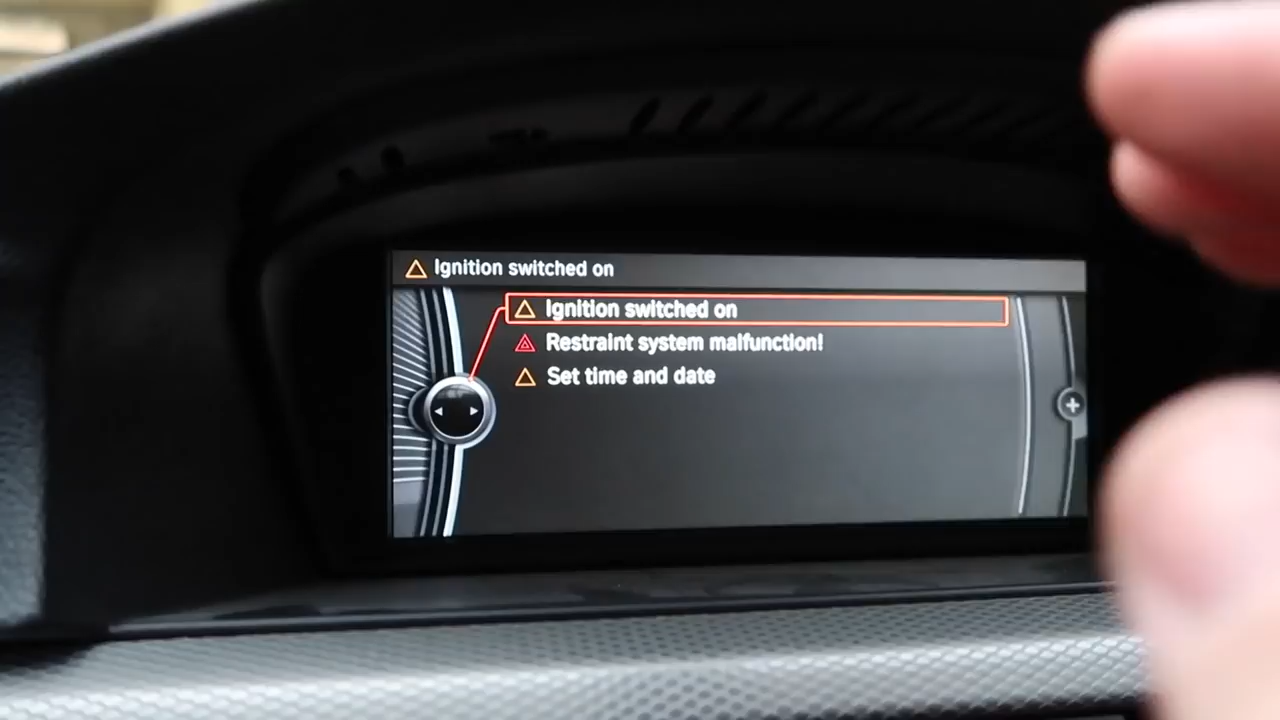 Ignition switched on
Ignition switched on
Restraint system malfunction!
Set time and date